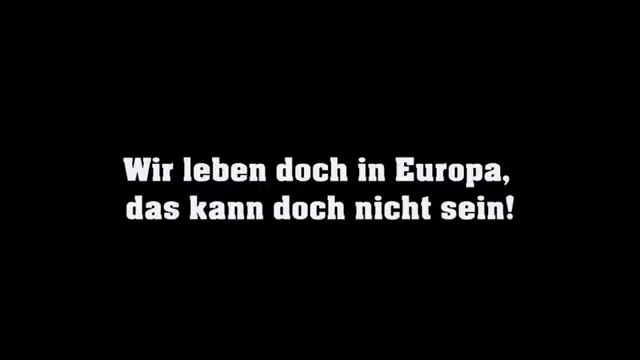 Wir leben doch in Europa,
das kann doch nicht sein!